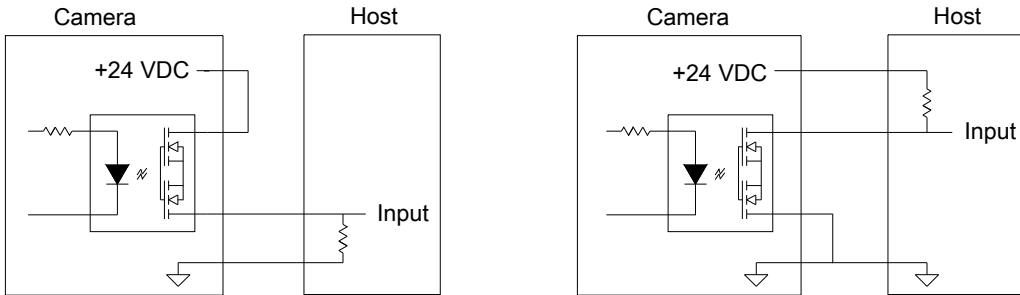 Camera
Host
+24 VDC
Input
Camera
Host
+24 VDC
Input